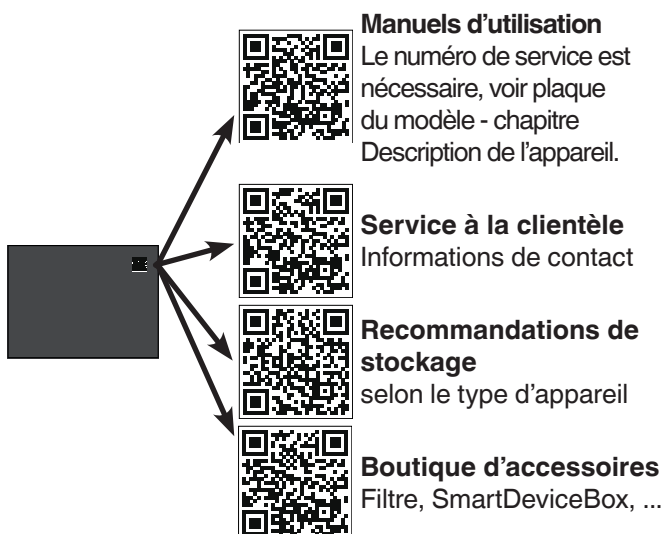 Manuels d’utilisation
Le numéro de service est
nécessaire, voir plaque
du modèle - chapitre
Description de l’appareil.
Service à la clientèle
Informations de contact
Recommandations de
stockage
selon le type d’appareil
Boutique d’accessoires
Filtre, SmartDeviceBox, ...